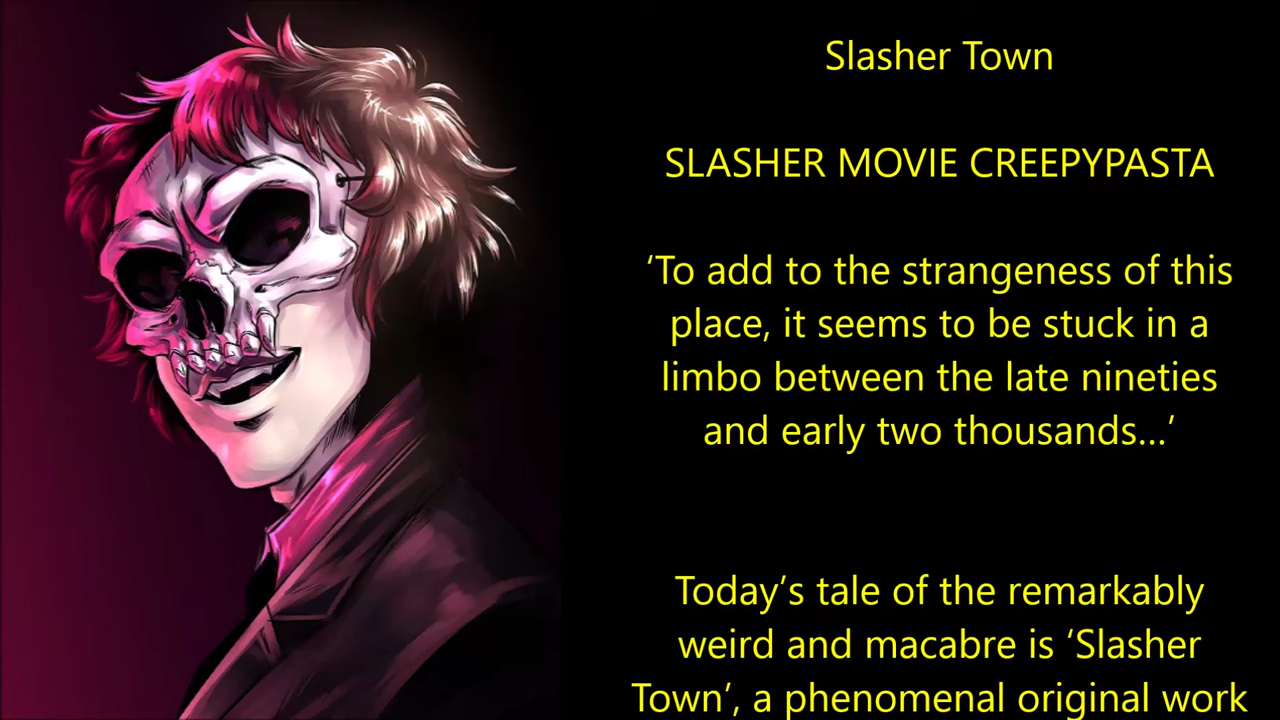 Slasher Town
SLASHER MOVIE CREEPYPASTA
‘To add to the strangeness of this
place, it seems to be stuck in a
limbo between the late nineties
and early two thousands...’
Today’s tale of the remarkably
weird and macabre is ‘Slasher
Town’, a phenomenal original work